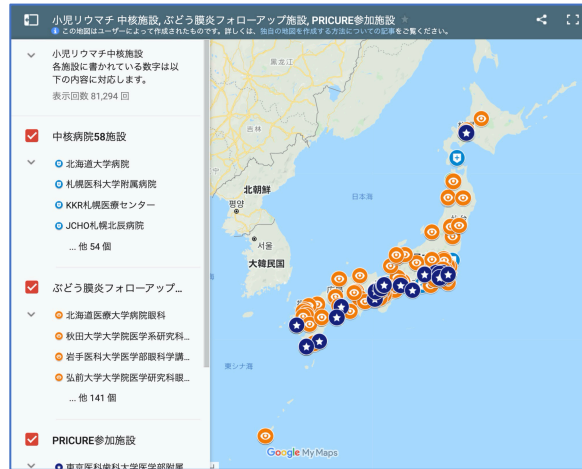 小児リウマチ 中核施設, ぶどう膜炎フォローアップ施設, PRICURE参加施設
この地図はユーザーによって作成されたものです。詳しくは、独自の地図を作成する方法についての記事をご覧ください。
小児リウマチ中核施設
各施設に書かれている数字は以
下の内容に対応します。
表示回数 81,294 回
中核病院58施設
北海道大学病院
札幌医科大学附属病院
KKR札幌医療センター
JCHO札幌北辰病院
... 他 54 個
ぶどう膜炎フォローアップ...
北海道医療大学病院眼科
秋田大学大学院医学系研究科...
岩手医科大学医学部眼科学講...
弘前大学大学院医学研究科眼...
... 他 141 個
PRICURE参加施設
東京医科歯科大学医学部附属...
黑龙江
吉林
北朝鮮
平壌
ソウル
大韓民国
日本海
東シナ海
Google My Maps